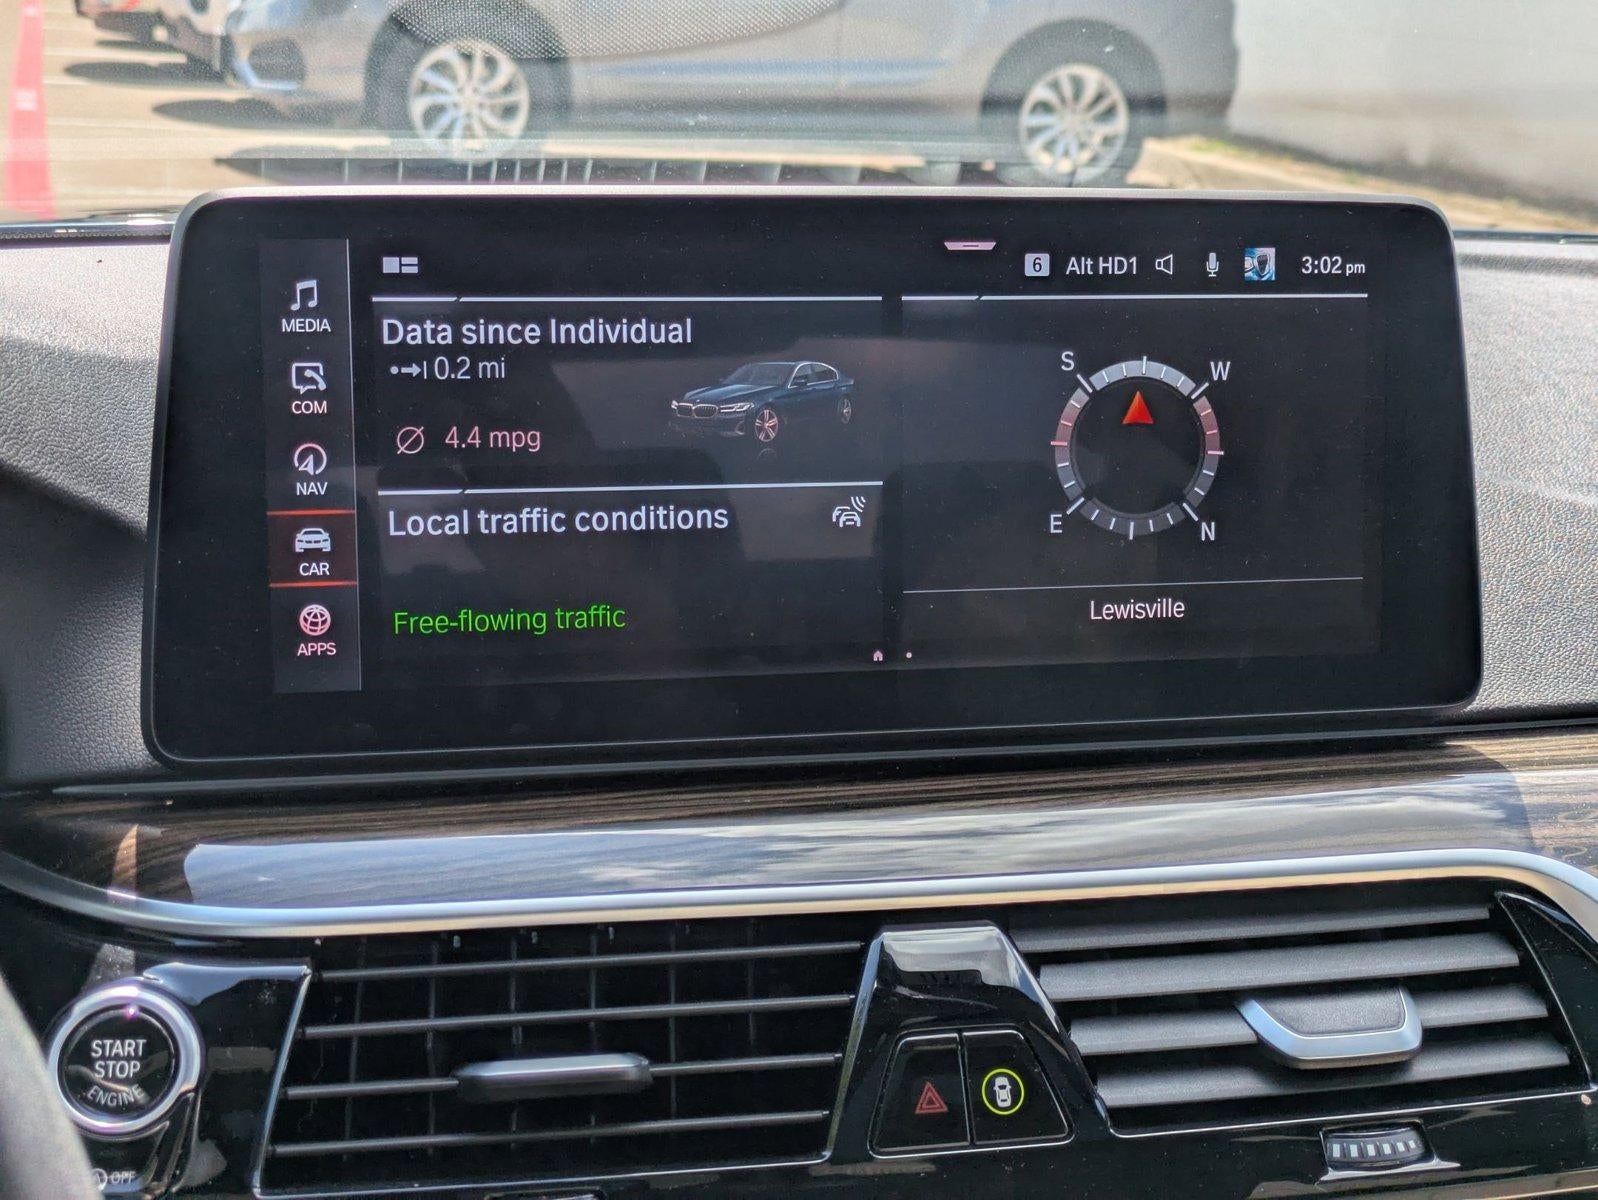 6 Alt HD1 3:02 pm
MEDIA
COM
NAV
CAR
APPS
Data since Individual
0.2 mi
4.4 mpg
Local traffic conditions
Free-flowing traffic
S
W
E
N
Lewisville
START
STOP
ENGINE
OFF